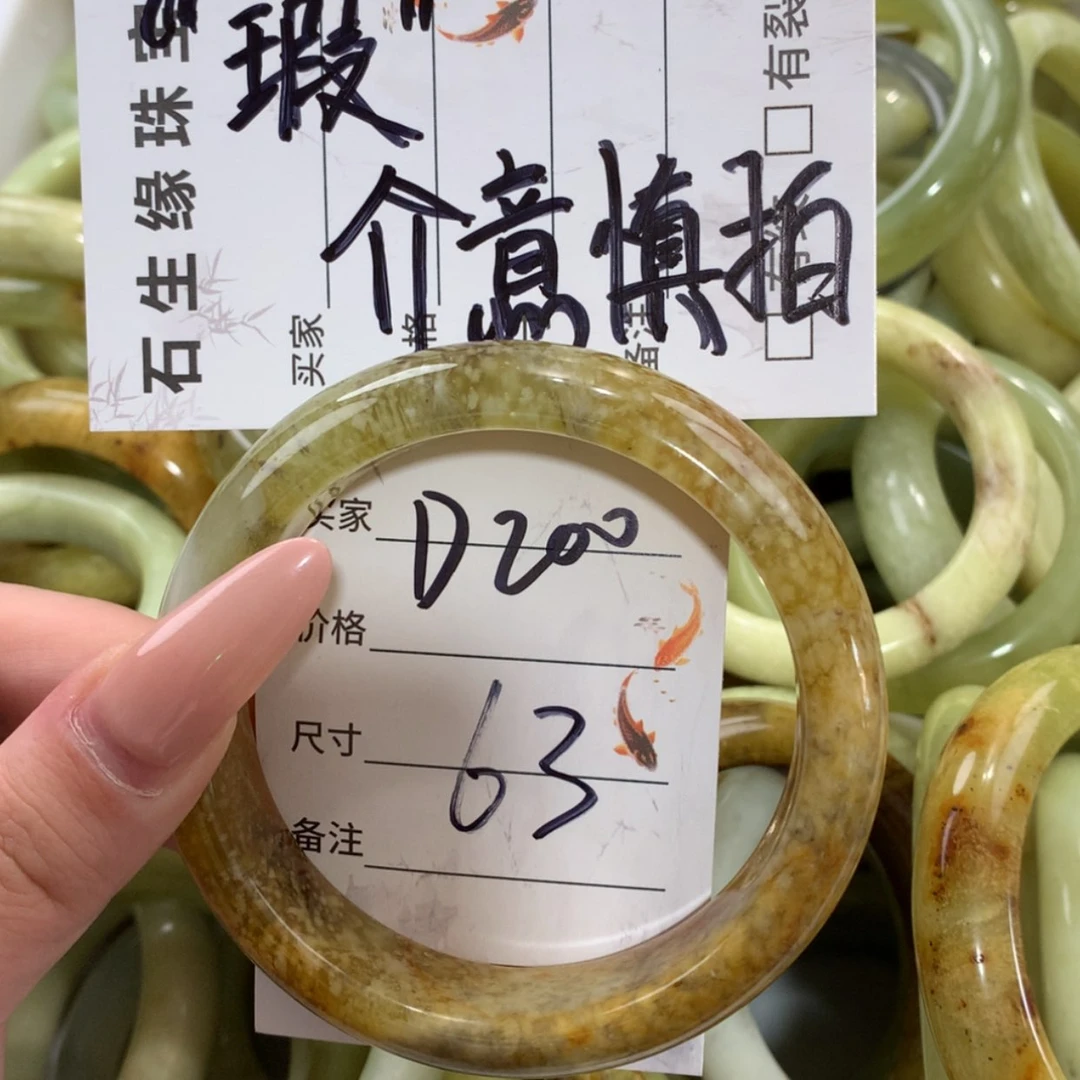 石生缘珠宝
"瑕"
介意慎拍
买家
格
备注
有裂
买家 D200
价格
尺寸 63
备注